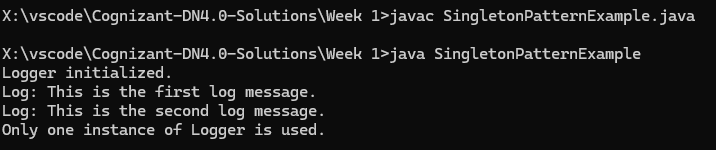 X:\vscode\Cognizant-DN4.0-Solutions\Week 1>javac SingletonPatternExample.java
X:\vscode\Cognizant-DN4.0-Solutions\Week 1>java SingletonPatternExample
Logger initialized.
Log: This is the first log message.
Log: This is the second log message.
Only one instance of Logger is used.